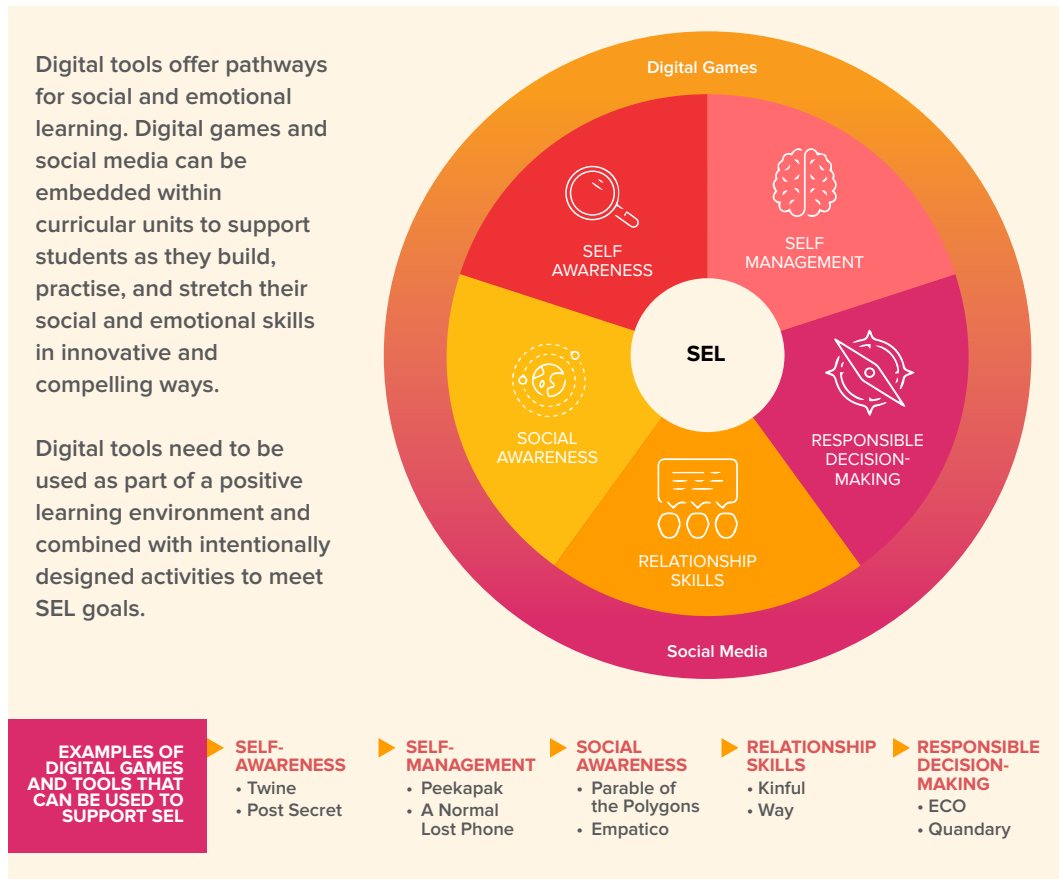 Digital tools offer pathways
for social and emotional
learning. Digital games and
social media can be
embedded within
curricular units to support
students as they build,
practise, and stretch their
social and emotional skills
in innovative and
compelling ways.
Digital tools need to be
used as part of a positive
learning environment and
combined with intentionally
designed activities to meet
SEL goals.
Digital Games
SELF
AWARENESS
SELF
MANAGEMENT
SEL
SOCIAL
AWARENESS
RESPONSIBLE
DECISION-
MAKING
RELATIONSHIP
SKILLS
Social Media
EXAMPLES OF
DIGITAL GAMES
AND TOOLS THAT
CAN BE USED TO
SUPPORT SEL
SELF-
AWARENESS
• Twine
• Post Secret
SELF-
MANAGEMENT
• Peekapak
• A Normal
Lost Phone
SOCIAL
AWARENESS
• Parable of
the Polygons
• Empatico
RELATIONSHIP
SKILLS
• Kinful
• Way
RESPONSIBLE
DECISION-
MAKING
• ECO
• Quandary